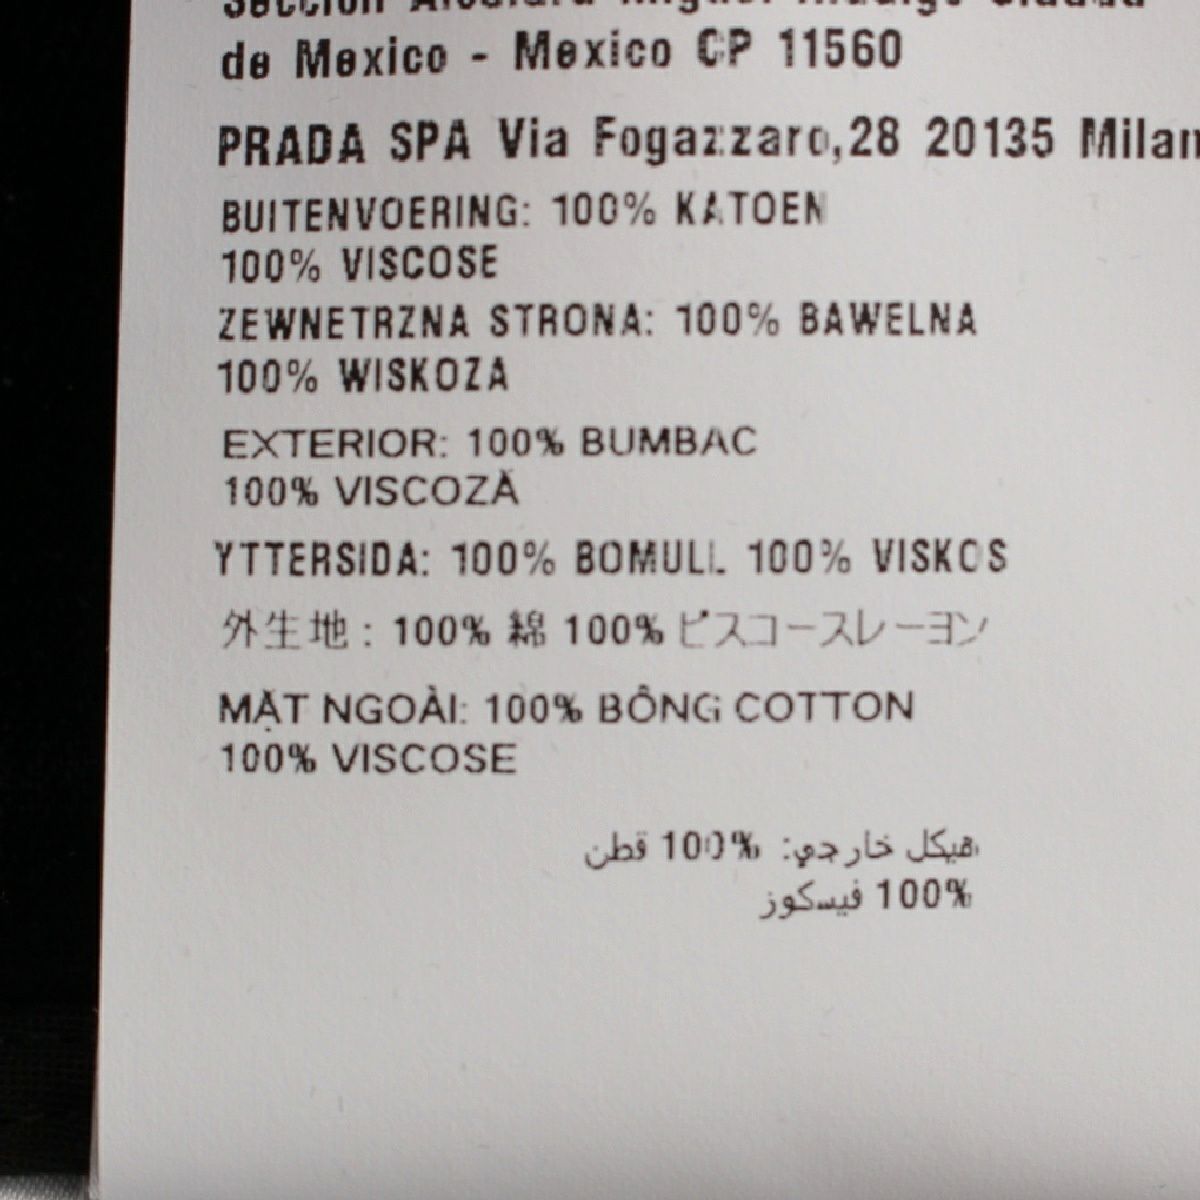 de Mexico - Mexico CP 11560
PRADA SPA Via Fogazzaro,28 20135 Milan
BUITENVOERING: 100% KATOEN
100% VISCOSE
ZEWNETRZNA STRONA: 100% BAWELNA
100% WISKOZA
EXTERIOR: 100% BUMBAC
100% VISCOZĂ
YTTERSIDA: 100% BOMULL 100% VISKOS
外生地 : 100% 綿 100% ビスコースレーヨン
MẶT NGOÀI: 100% BÔNG COTTON
100% VISCOSE
هيكل خارجي: %100 قطن
%100 فيسكوز